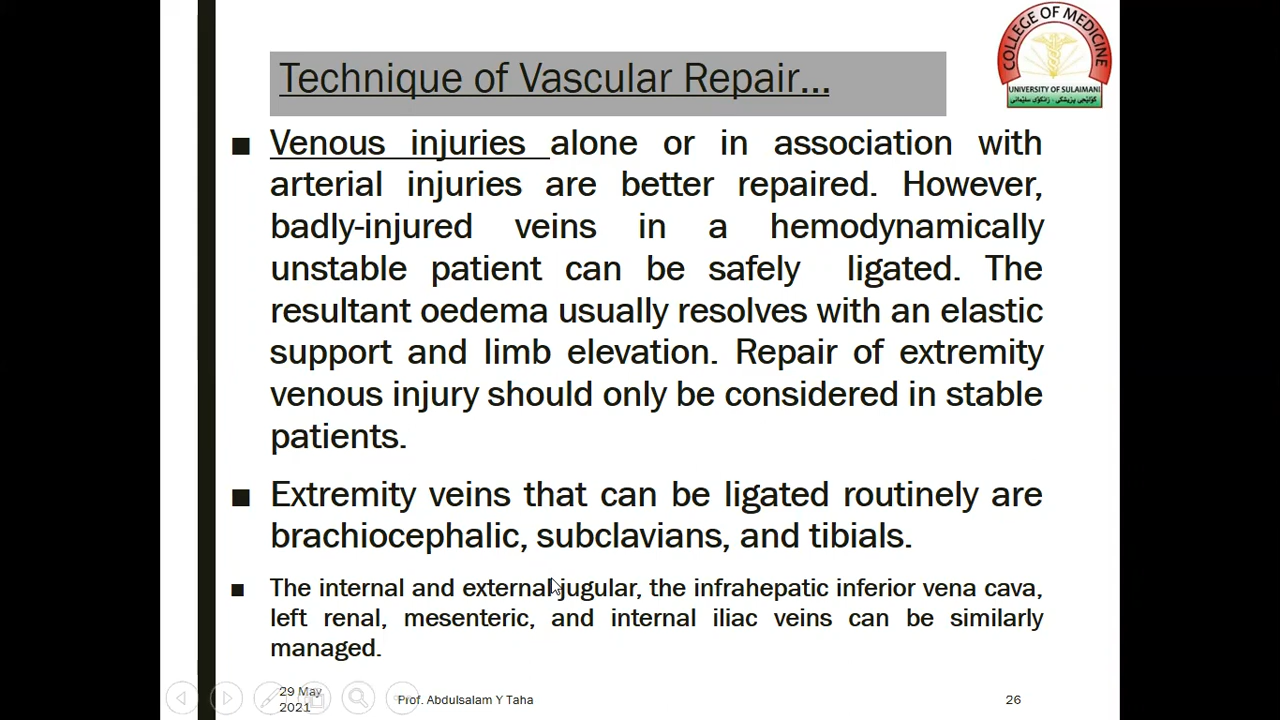 COLLEGE OF MEDICINE
UNIVERSITY OF SULAIMANI
Technique of Vascular Repair...
■ Venous injuries alone or in association with
arterial injuries are better repaired. However,
badly-injured veins in a hemodynamically
unstable patient can be safely ligated. The
resultant oedema usually resolves with an elastic
support and limb elevation. Repair of extremity
venous injury should only be considered in stable
patients.
■ Extremity veins that can be ligated routinely are
brachiocephalic, subclavians, and tibials.
■ The internal and external jugular, the infrahepatic inferior vena cava,
left renal, mesenteric, and internal iliac veins can be similarly
managed.
29 May
2021
Prof. Abdulsalam Y Taha
26